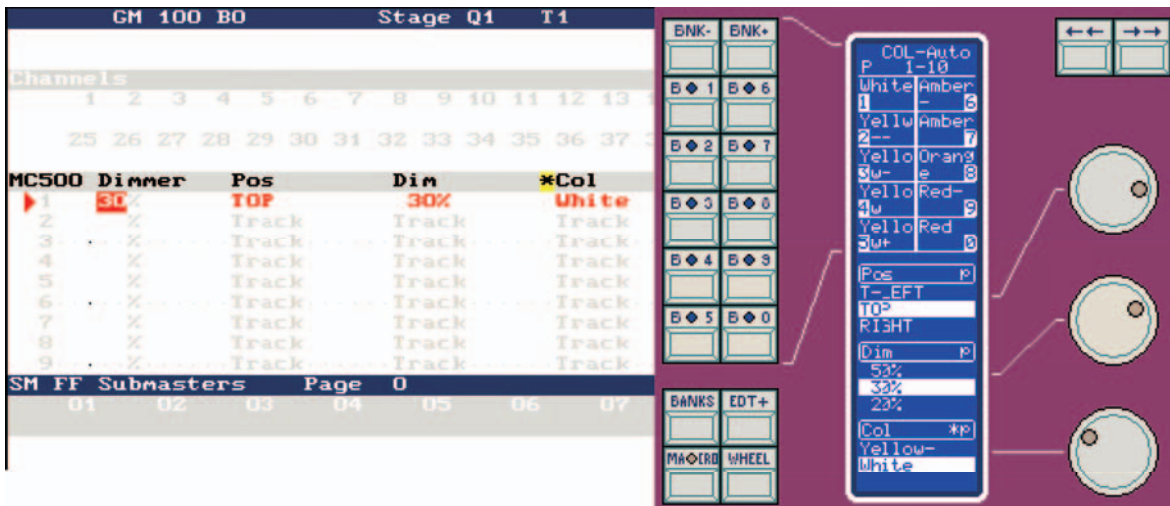 GM 100 BO Stage Q1 T1
Channels
1 2 3 4 5 6 7 8 9 10 11 12 13
25 26 27 28 29 30 31 32 33 34 35 36 37
MC500 Dimmer Pos Dim *Col
1 30% TOP 30% White
2 % Track Track Track
3 . % Track Track Track
4 % Track Track Track
5 % Track Track Track
6 . % Track Track Track
7 % Track Track Track
8 % Track Track Track
9 . % Track Track Track
SM FF Submasters Page 0
01 02 03 04 05 06 07
BNK- BNK+
B 1 B 6
B 2 B 7
B 3 B 8
B 4 B 9
B 5 B 0
BANKS EDT+
MACRO WHEEL
COL-Auto
P 1-10
White Amber
1 - 6
Yellw Amber
2-- 7
Yello Orang
3w- e 8
Yello Red-
4w 9
Yello Red
5w+ 0
Pos P
T-LEFT
TOP
RIGHT
Dim P
50%
30%
20%
Col *P
Yellow-
White
←← →→